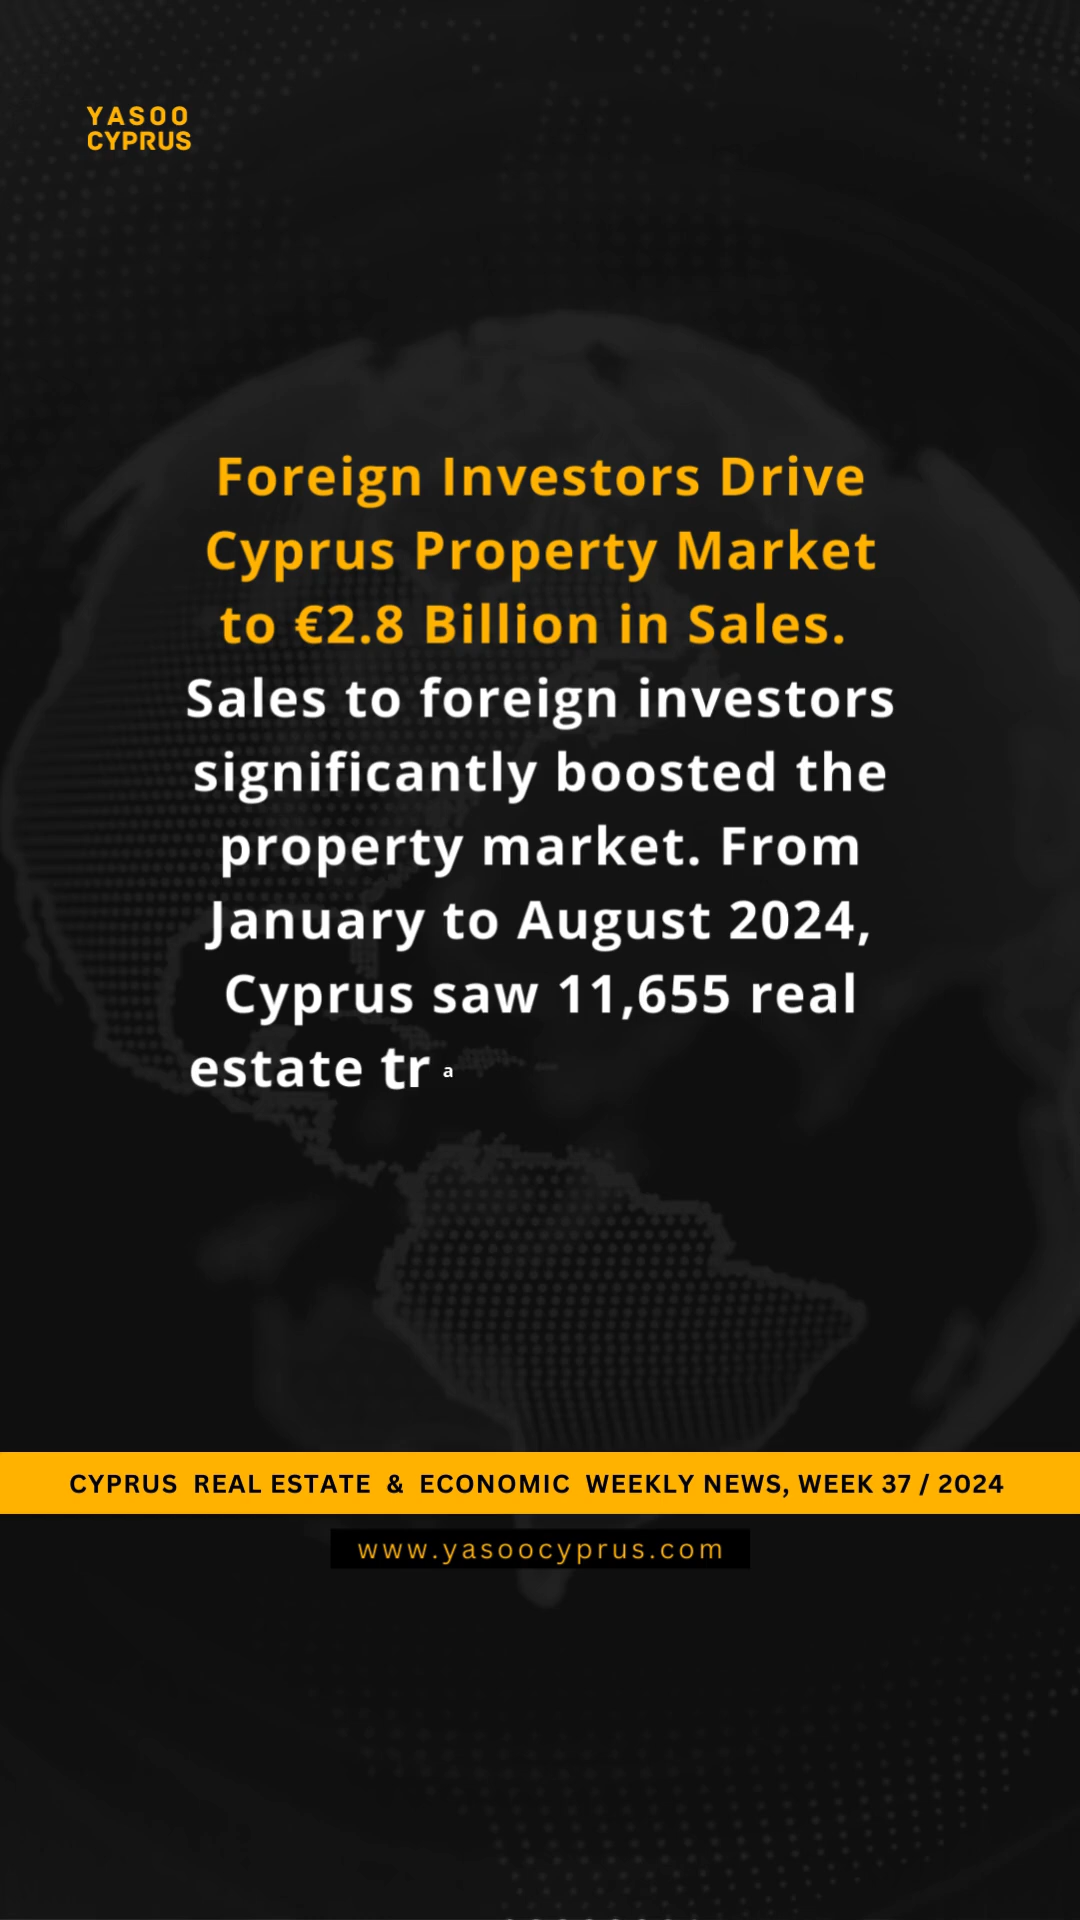 YASOO
CYPRUS
Foreign Investors Drive
Cyprus Property Market
to €2.8 Billion in Sales.
Sales to foreign investors
significantly boosted the
property market. From
January to August 2024,
Cyprus saw 11,655 real
estate tr a
CYPRUS REAL ESTATE & ECONOMIC WEEKLY NEWS, WEEK 37 / 2024
www.yasoocyprus.com